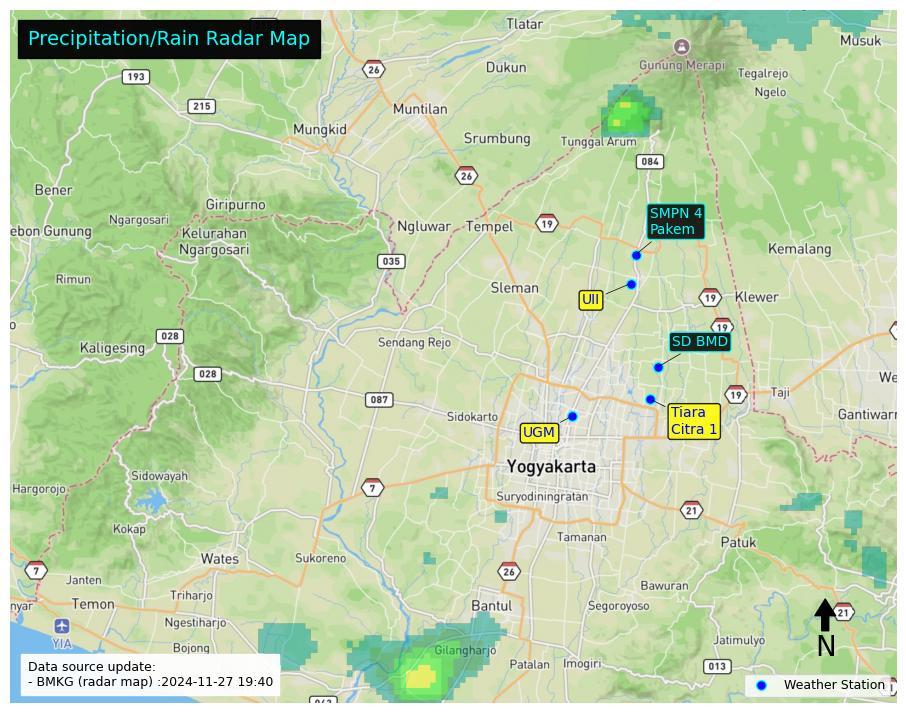 Precipitation/Rain Radar Map
Tlatar
Musuk
26
Gunung Merapi
Dukun
Tegalrejo
193
Ngelo
215
Muntilan
Mungkid
Srumbung
Tunggal Arum
084
26
Bener
Giripurno
Ngargosari
SMPN 4
Pakem
ebon Gunung
Kelurahan
Ngargosari
Ngluwar
Tempel
19
Kemalang
035
Rimun
Sleman
UII
19
Klewer
19
028
Sendang Rejo
SD BMD
Kaligesing
028
We
087
19
Taji
Sidokarto
Tiara
Citra 1
Gantiwarn
UGM
Yogyakarta
Sidowayah
Hargorojo
7
Suryodiningratan
21
Kokap
Tamanan
Patuk
Wates
Sukoreno
7
26
Janten
Bawuran
Triharjo
nyar
Temon
Bantul
Segoroyoso
21
Ngestiharjo
YIA
N
Bojong
Gilangharjo
Jatimulyo
Patalan
Imogiri
013
Data source update:
- BMKG (radar map) :2024-11-27 19:40
Weather Station